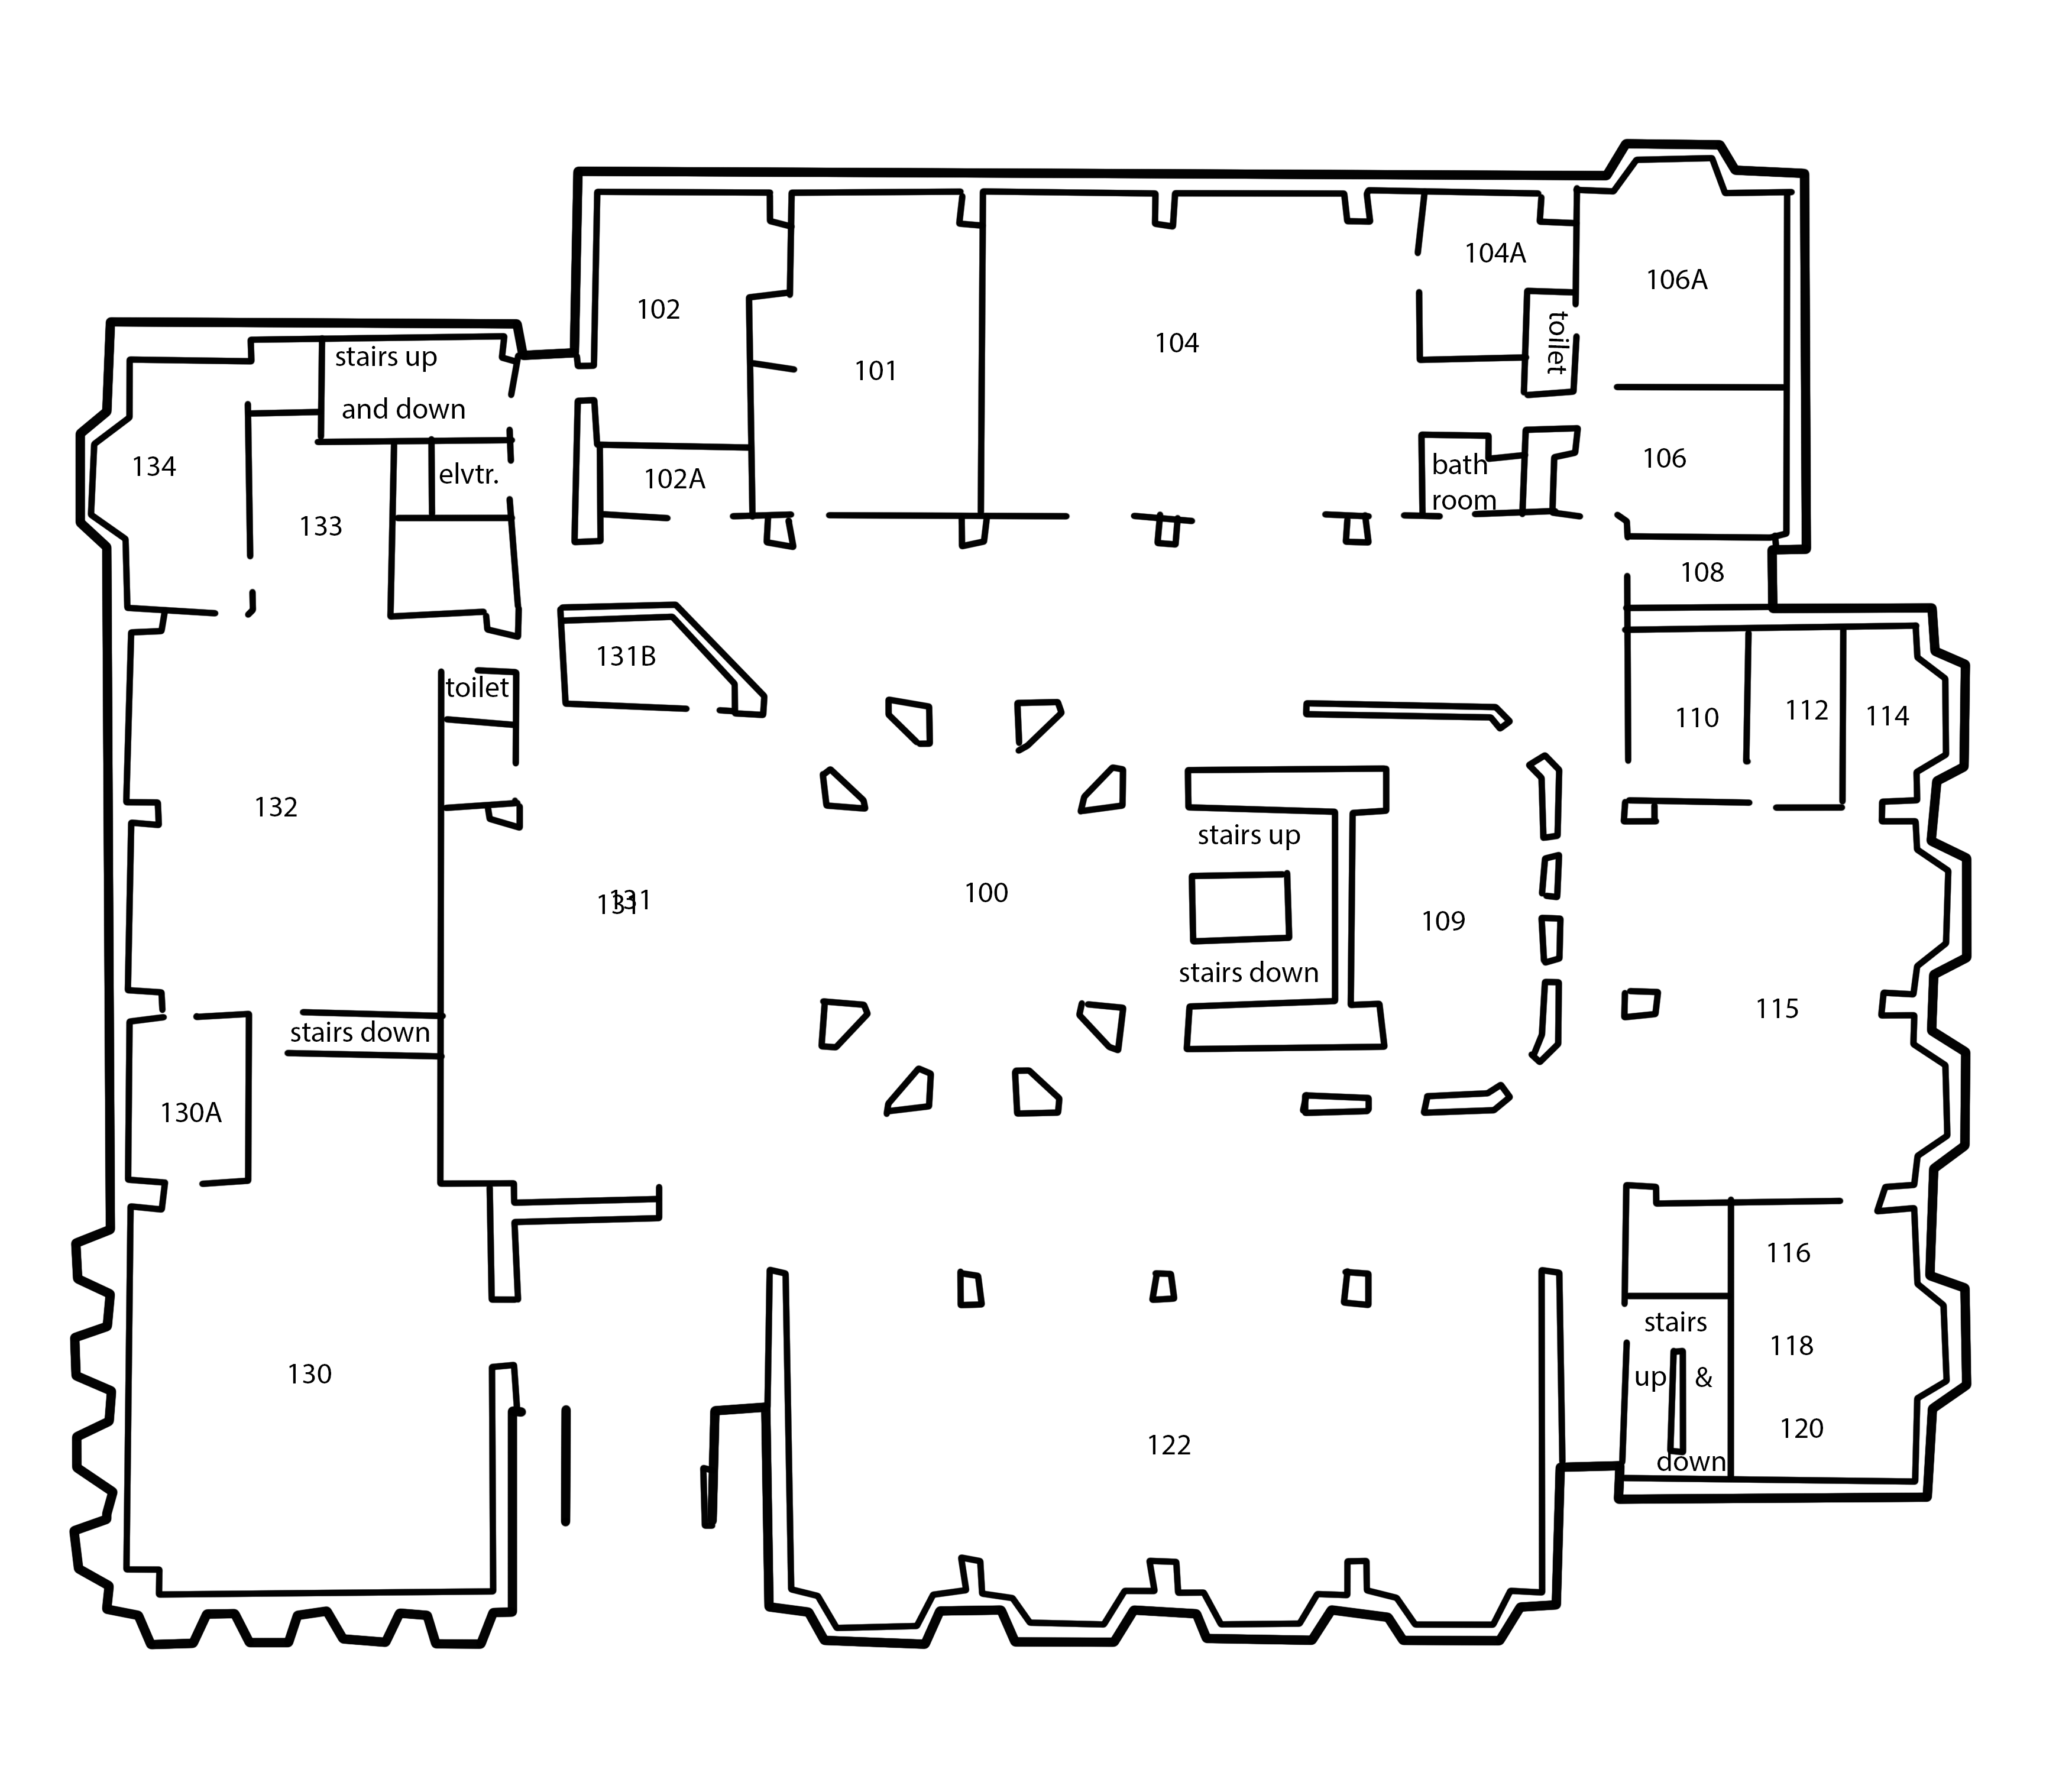 104A
106A
toilet
102
104
stairs up
and down
101
134
elvtr.
102A
bath
room
106
133
108
131B
toilet
110
112
114
132
stairs up
131
131
100
109
stairs down
115
stairs down
130A
116
stairs
up &
down
118
130
120
122